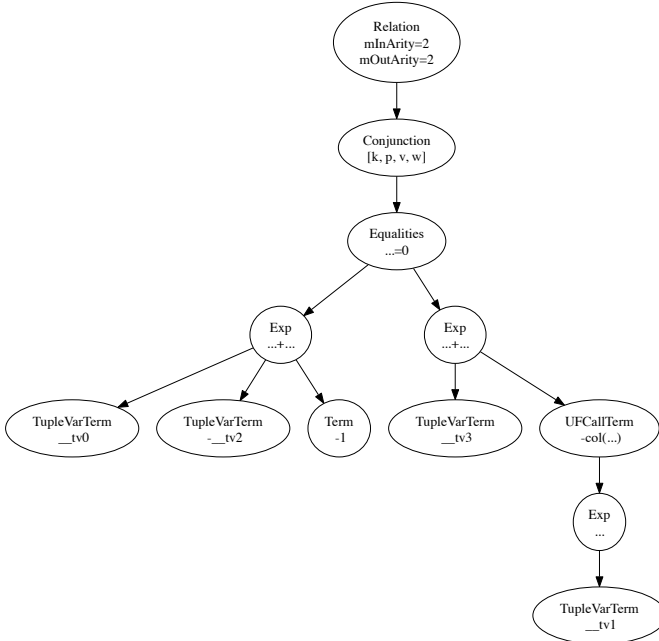 Relation
mInArity=2
mOutArity=2
Conjunction
[k, p, v, w]
Equalities
...=0
Exp
...+...
Exp
...+...
TupleVarTerm
__tv0
TupleVarTerm
-__tv2
Term
-1
TupleVarTerm
__tv3
UFCallTerm
-col(...)
Exp
...
TupleVarTerm
__tv1